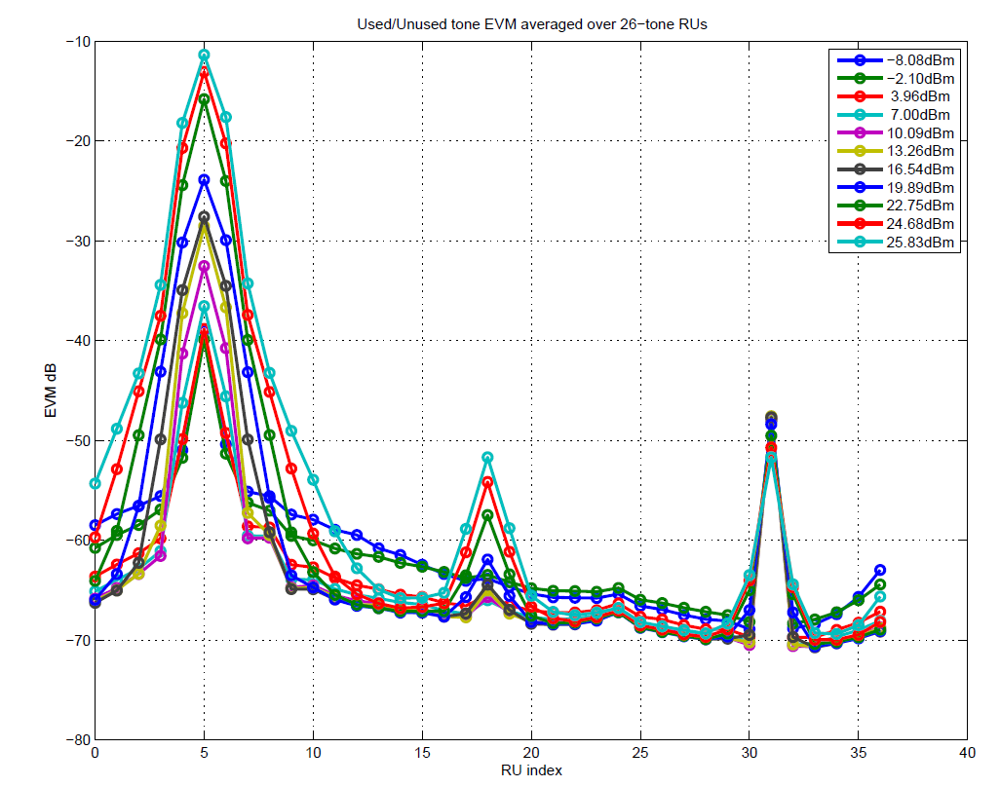 Used/Unused tone EVM averaged over 26−tone RUs
−10
−20
−30
−40
−50
−60
−70
−80
EVM dB
0 5 10 15 20 25 30 35 40
RU index
−8.08dBm
−2.10dBm
3.96dBm
7.00dBm
10.09dBm
13.26dBm
16.54dBm
19.89dBm
22.75dBm
24.68dBm
25.83dBm